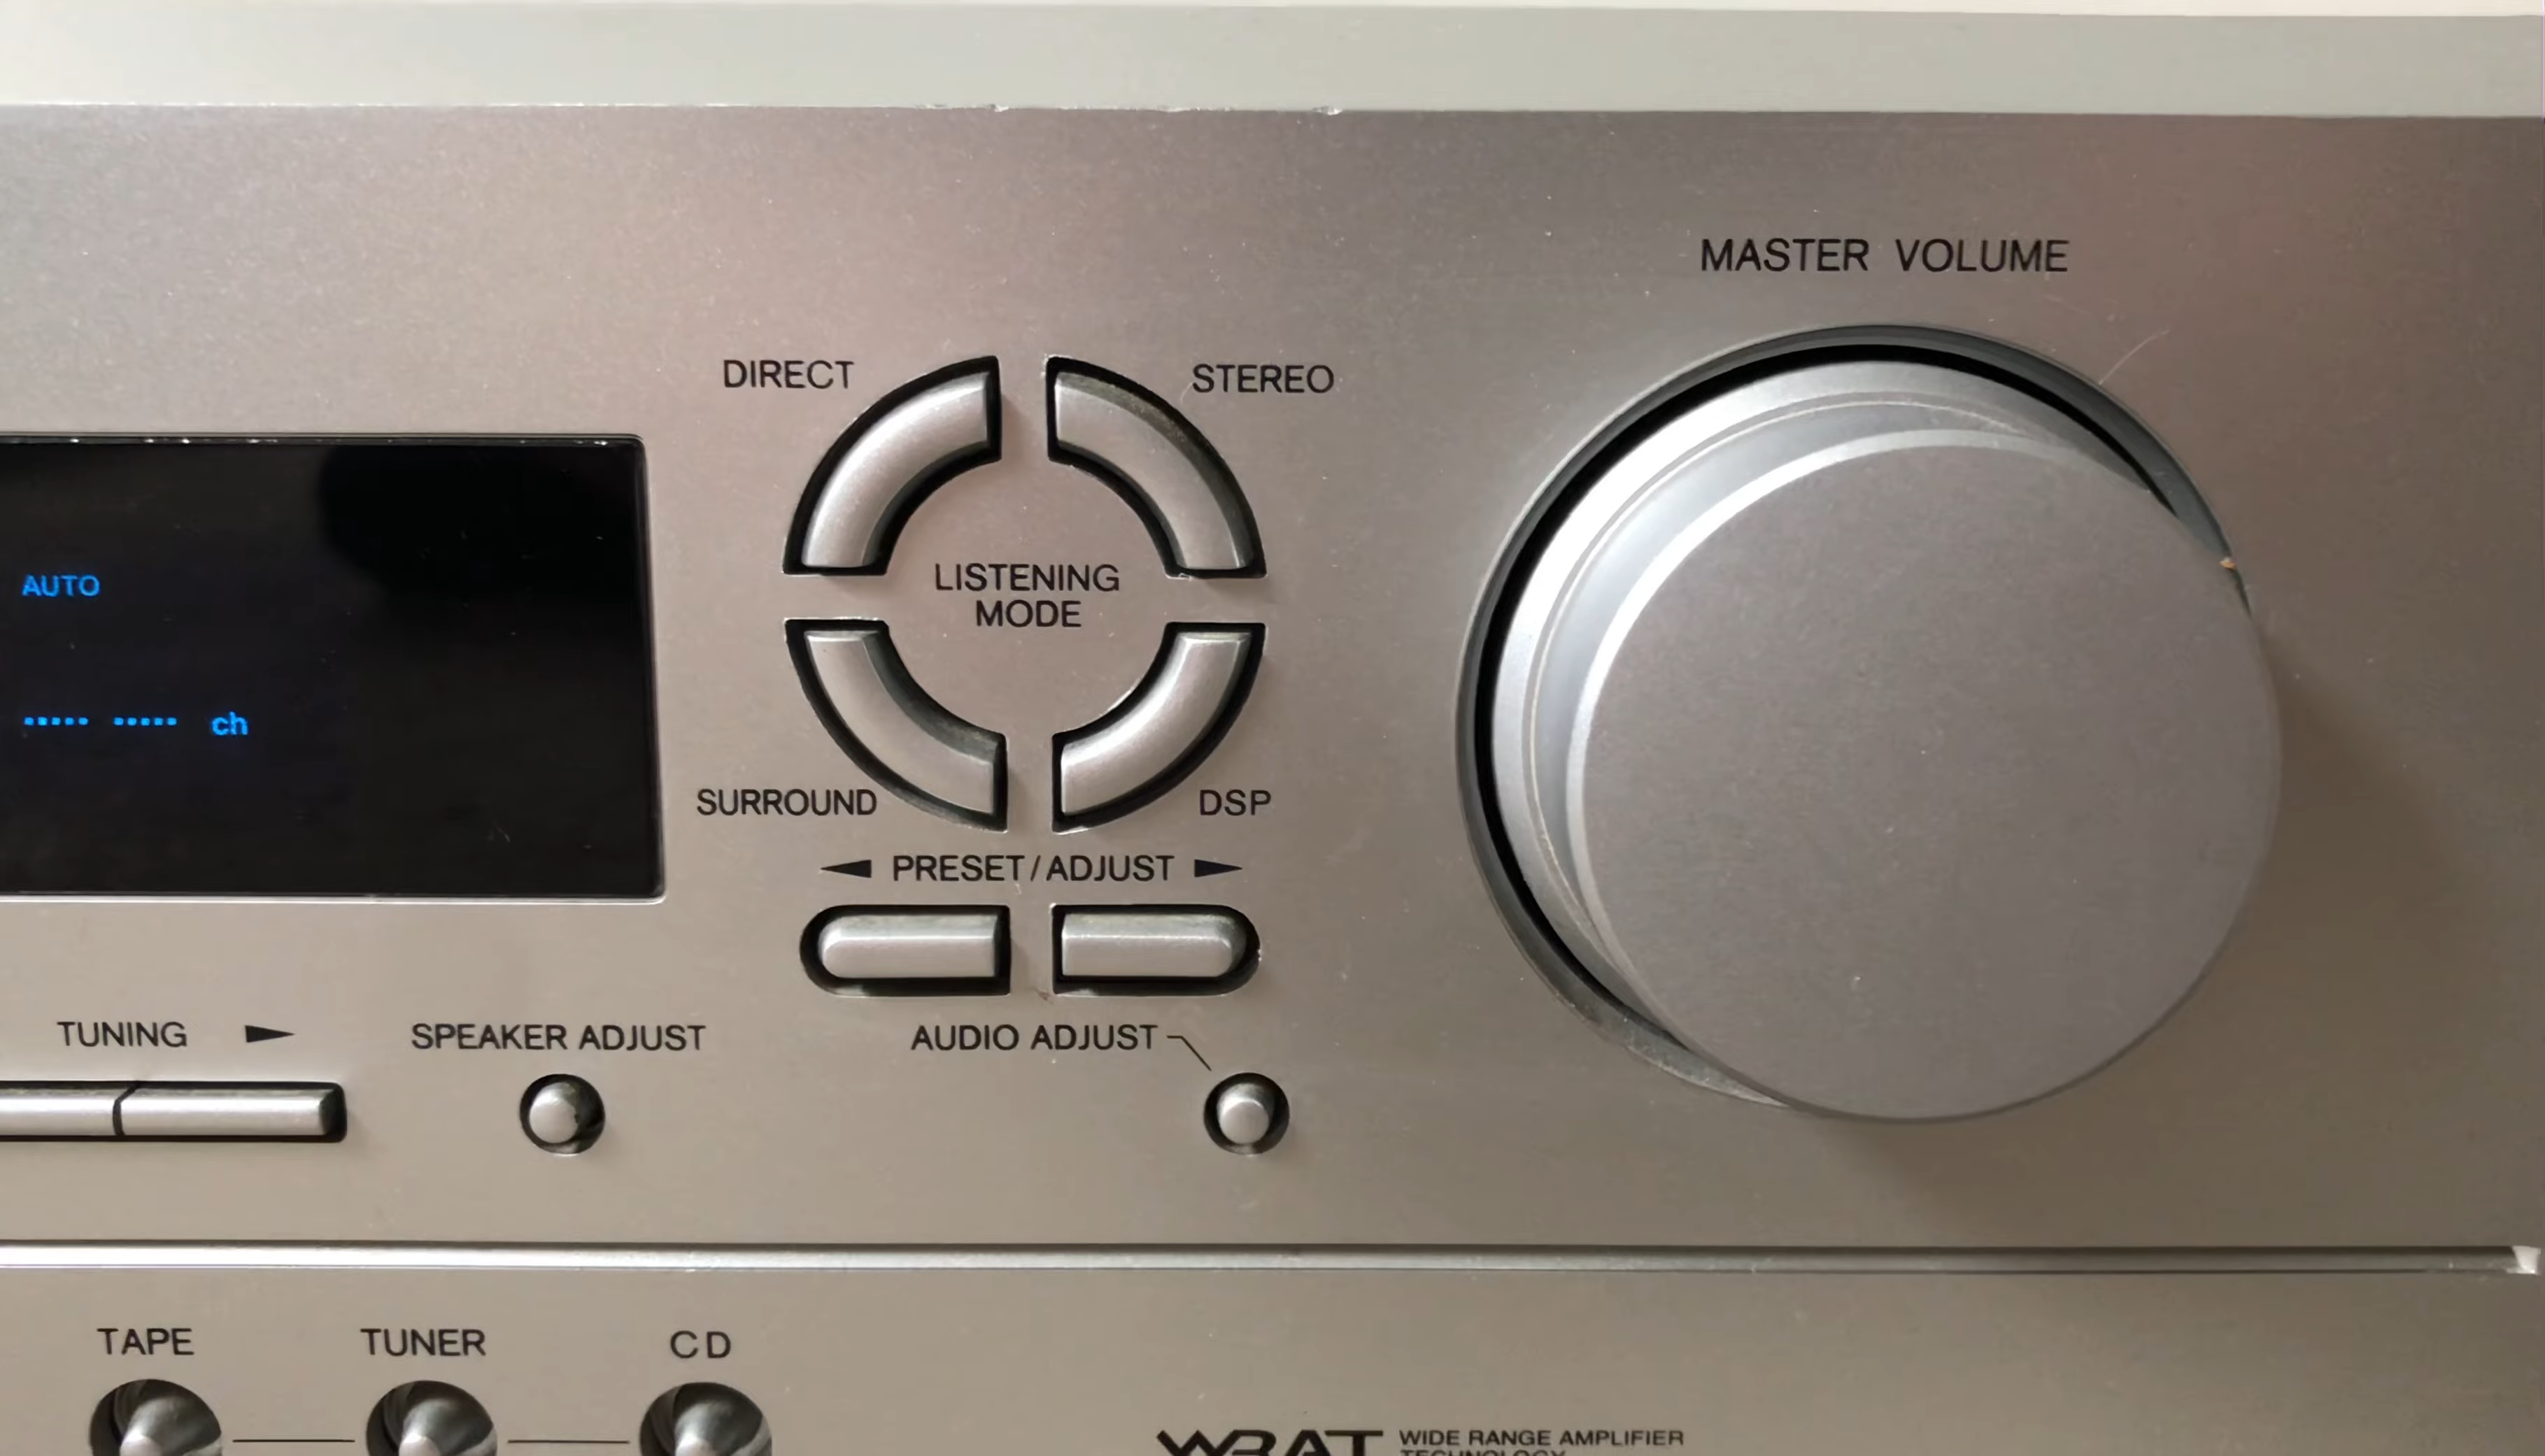 MASTER VOLUME
DIRECT
STEREO
LISTENING
MODE
AUTO
ch
SURROUND
DSP
◄ PRESET/ADJUST ►
TUNING ►
SPEAKER ADJUST
AUDIO ADJUST
TAPE
TUNER
CD
WRAT WIDE RANGE AMPLIFIER
TECHNOLOGY